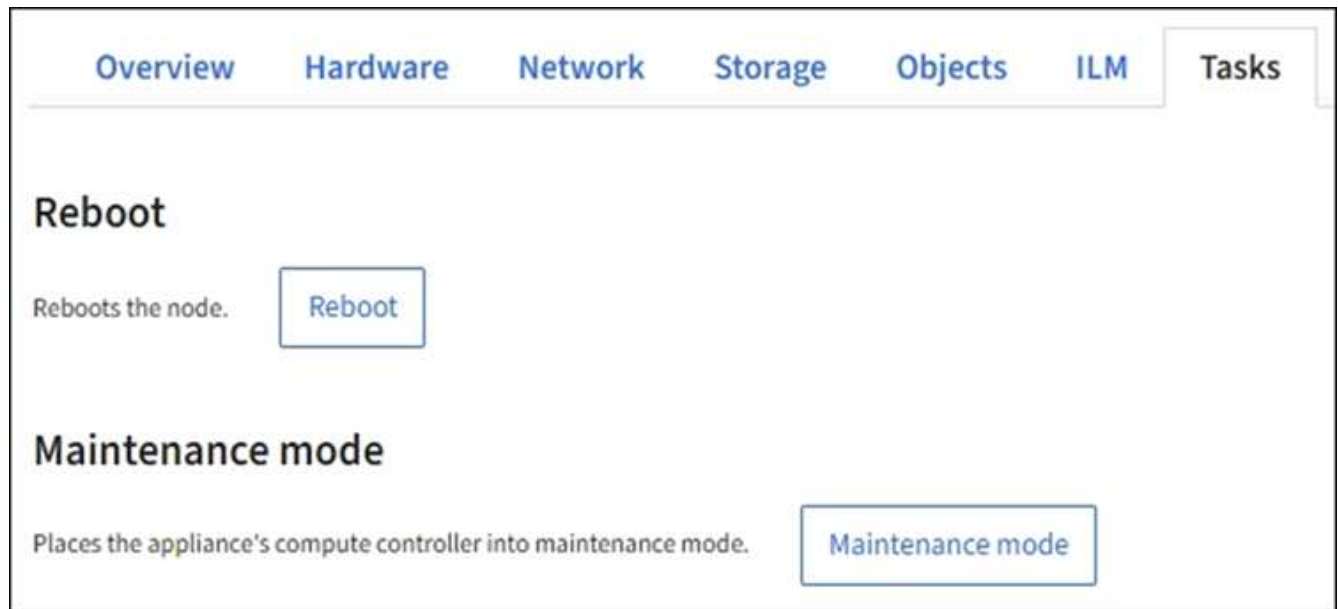 Overview Hardware Network Storage Objects ILM Tasks
Reboot
Reboots the node. Reboot
Maintenance mode
Places the appliance's compute controller into maintenance mode. Maintenance mode